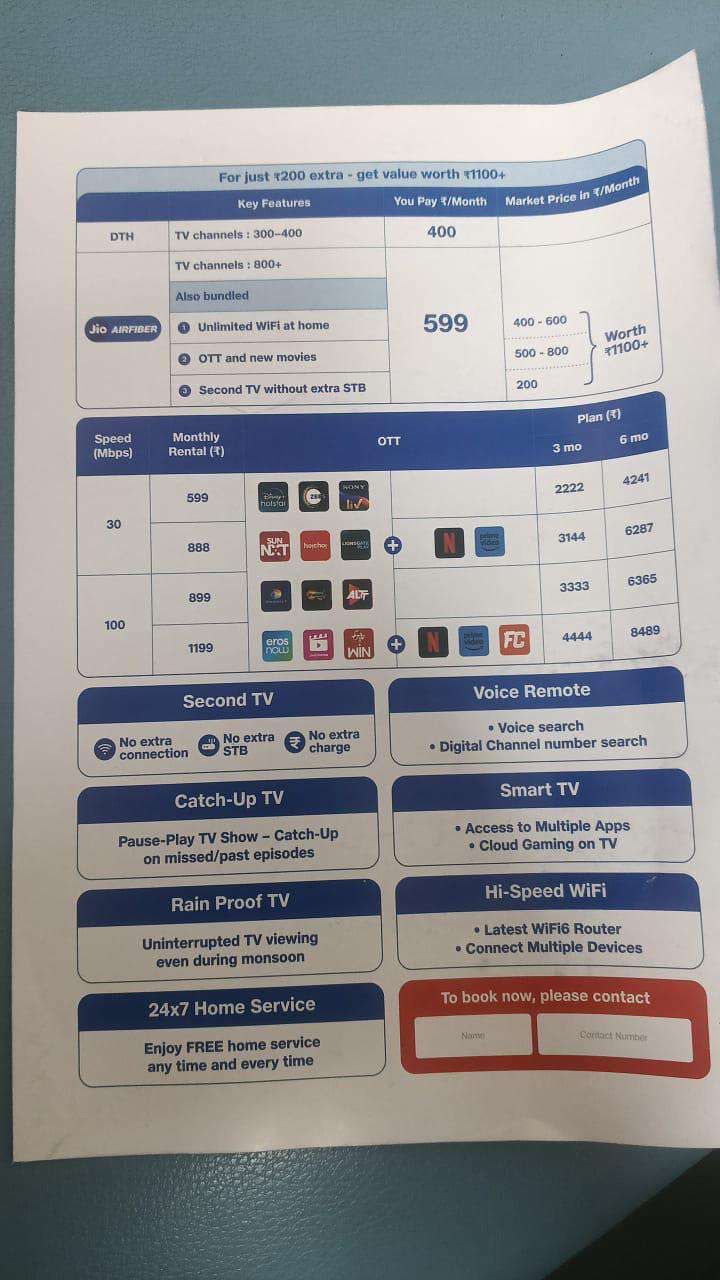 For just ₹200 extra - get value worth ₹1100+
Key Features
You Pay ₹/Month
Market Price in ₹/Month
DTH
TV channels : 300–400
400
TV channels : 800+
Also bundled
Jio AIRFIBER
1 Unlimited WiFi at home
2 OTT and new movies
3 Second TV without extra STB
599
400 - 600
500 - 800
200
Worth
₹1100+
Speed
(Mbps)
Monthly
Rental (₹)
OTT
Plan (₹)
3 mo
6 mo
30
599
Disney+
hotstar
ZEE5
SONY
liv
2222
4241
888
SUN
NXT
hoichoi
LIONSGATE
PLAY
+
N
prime
video
3144
6287
100
899
ALT
3333
6365
1199
eros
now
WIN
+
N
prime
video
FC
4444
8489
Second TV
No extra
connection
No extra
STB
₹
No extra
charge
Voice Remote
• Voice search
• Digital Channel number search
Catch-Up TV
Pause-Play TV Show – Catch-Up
on missed/past episodes
Smart TV
• Access to Multiple Apps
• Cloud Gaming on TV
Rain Proof TV
Uninterrupted TV viewing
even during monsoon
Hi-Speed WiFi
• Latest WiFi6 Router
• Connect Multiple Devices
24x7 Home Service
Enjoy FREE home service
any time and every time
To book now, please contact
Name
Contact Number